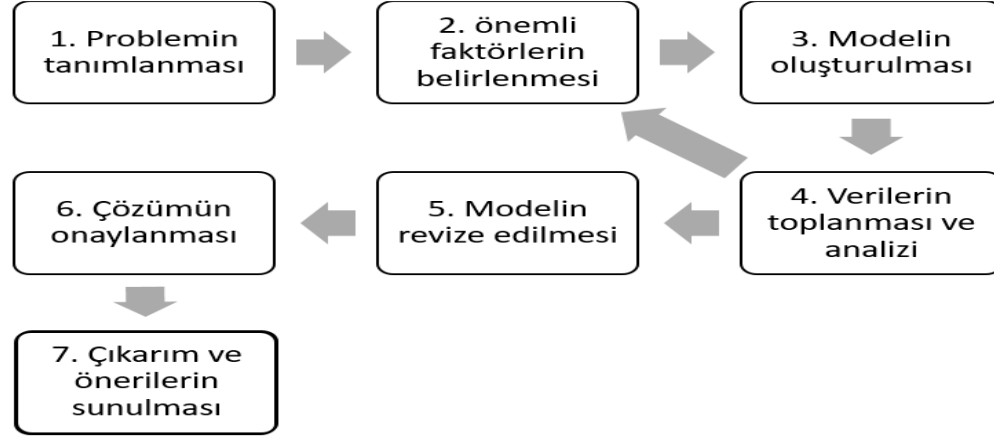 1. Problemin
tanımlanması
2. önemli
faktörlerin
belirlenmesi
3. Modelin
oluşturulması
4. Verilerin
toplanması ve
analizi
5. Modelin
revize edilmesi
6. Çözümün
onaylanması
7. Çıkarım ve
önerilerin
sunulması